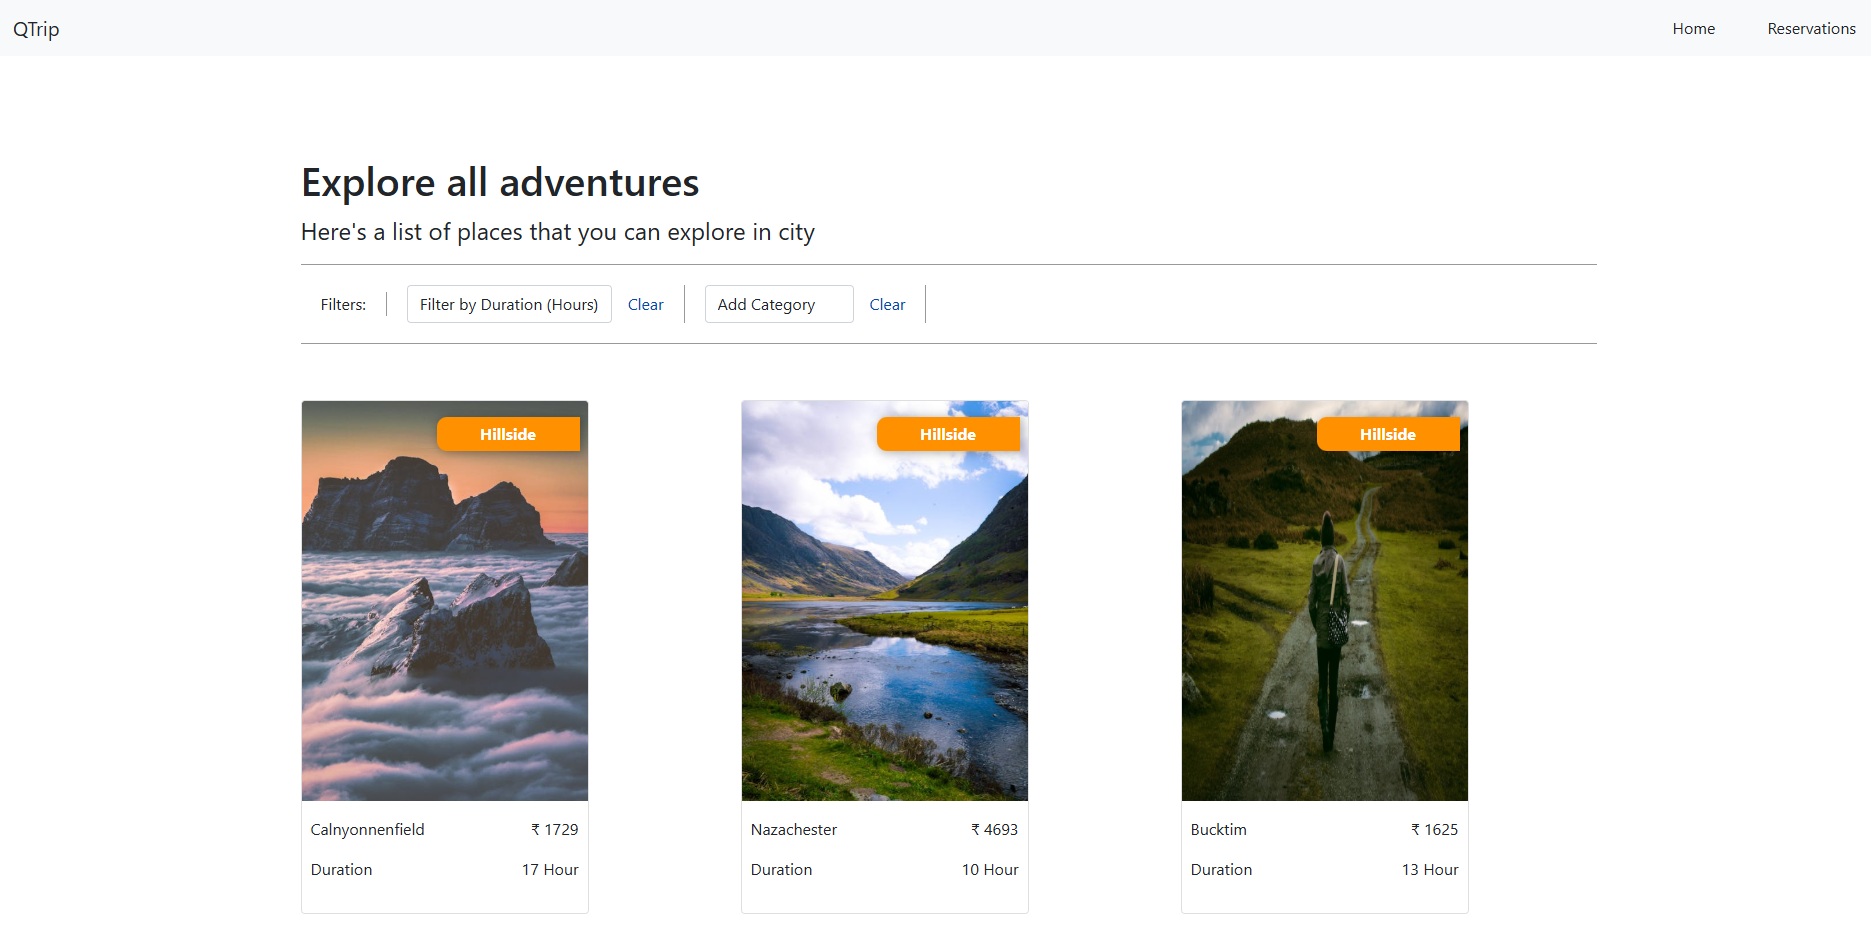 QTrip Home Reservations
Explore all adventures
Here's a list of places that you can explore in city
Filters: Filter by Duration (Hours) Clear Add Category Clear
Hillside
Calnyonnenfield ₹ 1729
Duration 17 Hour
Hillside
Nazachester ₹ 4693
Duration 10 Hour
Hillside
Bucktim ₹ 1625
Duration 13 Hour